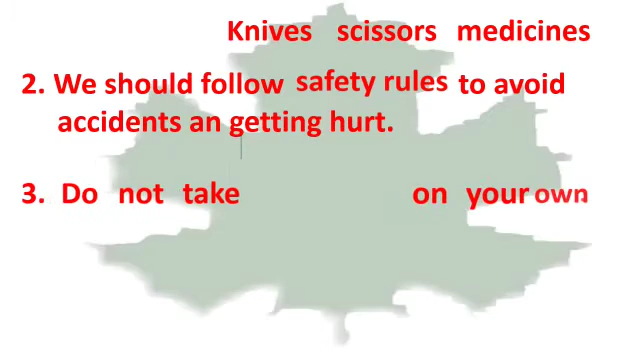 Knives scissors medicines
2. We should follow safety rules to avoid
accidents an getting hurt.
3. Do not take on your own